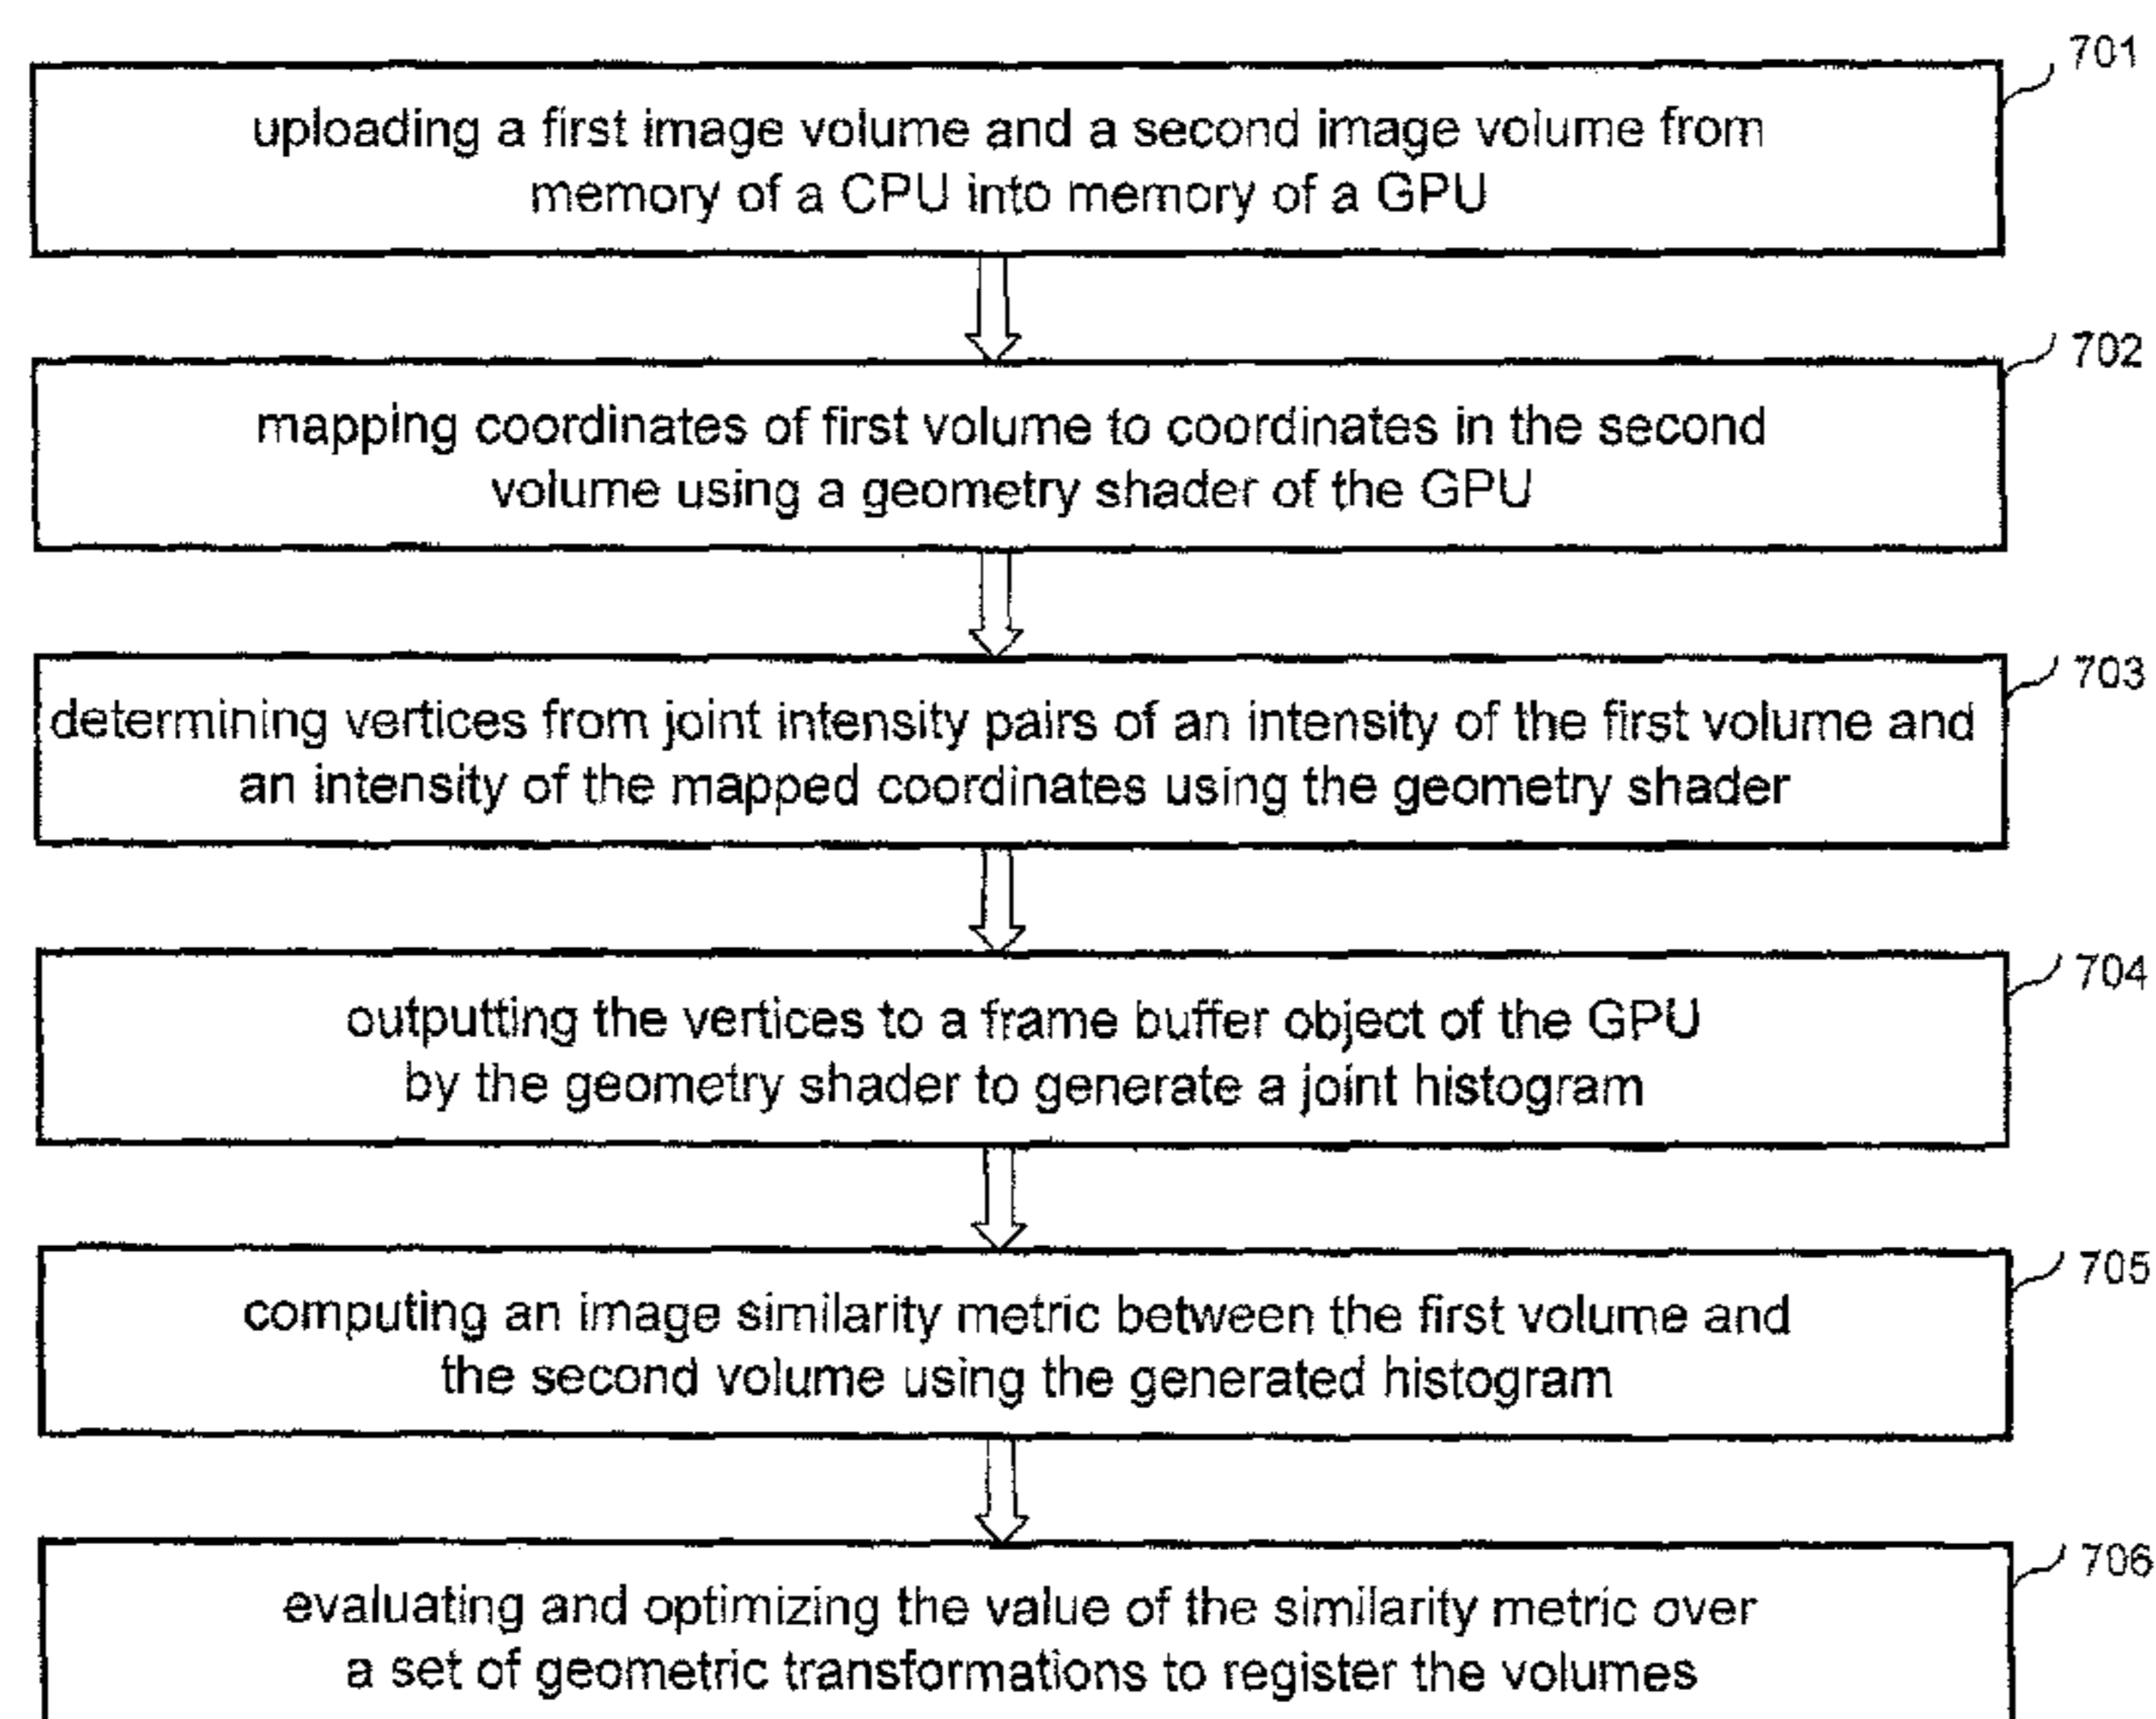 701
uploading a first image volume and a second image volume from
memory of a CPU into memory of a GPU
702
mapping coordinates of first volume to coordinates in the second
volume using a geometry shader of the GPU
703
determining vertices from joint intensity pairs of an intensity of the first volume and
an intensity of the mapped coordinates using the geometry shader
704
outputting the vertices to a frame buffer object of the GPU
by the geometry shader to generate a joint histogram
705
computing an image similarity metric between the first volume and
the second volume using the generated histogram
706
evaluating and optimizing the value of the similarity metric over
a set of geometric transformations to register the volumes